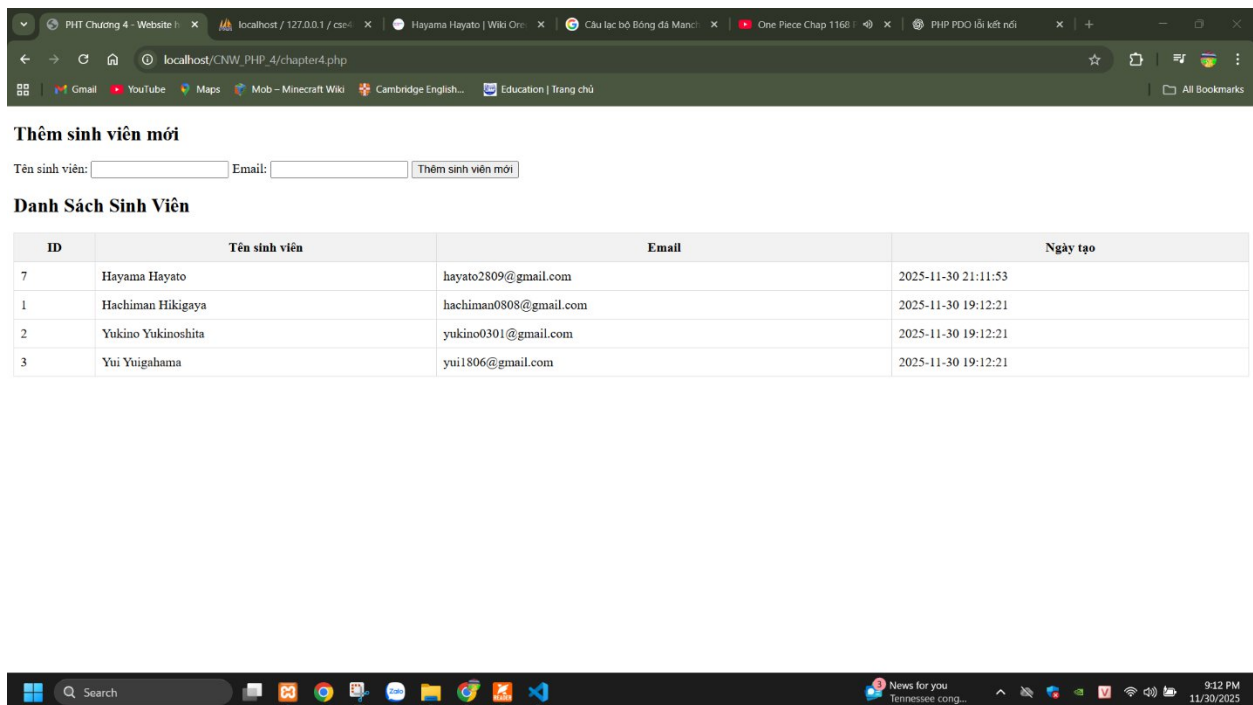 PHT Chương 4 - Website h
localhost / 127.0.0.1 / cse4
Hayama Hayato | Wiki Ore
Câu lạc bộ Bóng đá Manch
One Piece Chap 1168
PHP PDO lỗi kết nối
localhost/CNW_PHP_4/chapter4.php
Gmail YouTube Maps Mob – Minecraft Wiki Cambridge English... Education | Trang chủ All Bookmarks
Thêm sinh viên mới
Tên sinh viên: Email: Thêm sinh viên mới
Danh Sách Sinh Viên
ID Tên sinh viên Email Ngày tạo
7 Hayama Hayato hayato2809@gmail.com 2025-11-30 21:11:53
1 Hachiman Hikigaya hachiman0808@gmail.com 2025-11-30 19:12:21
2 Yukino Yukinoshita yukino0301@gmail.com 2025-11-30 19:12:21
3 Yui Yuigahama yui1806@gmail.com 2025-11-30 19:12:21
Search
Zalo
READER
3
News for you
Tennessee cong...
V
9:12 PM
11/30/2025